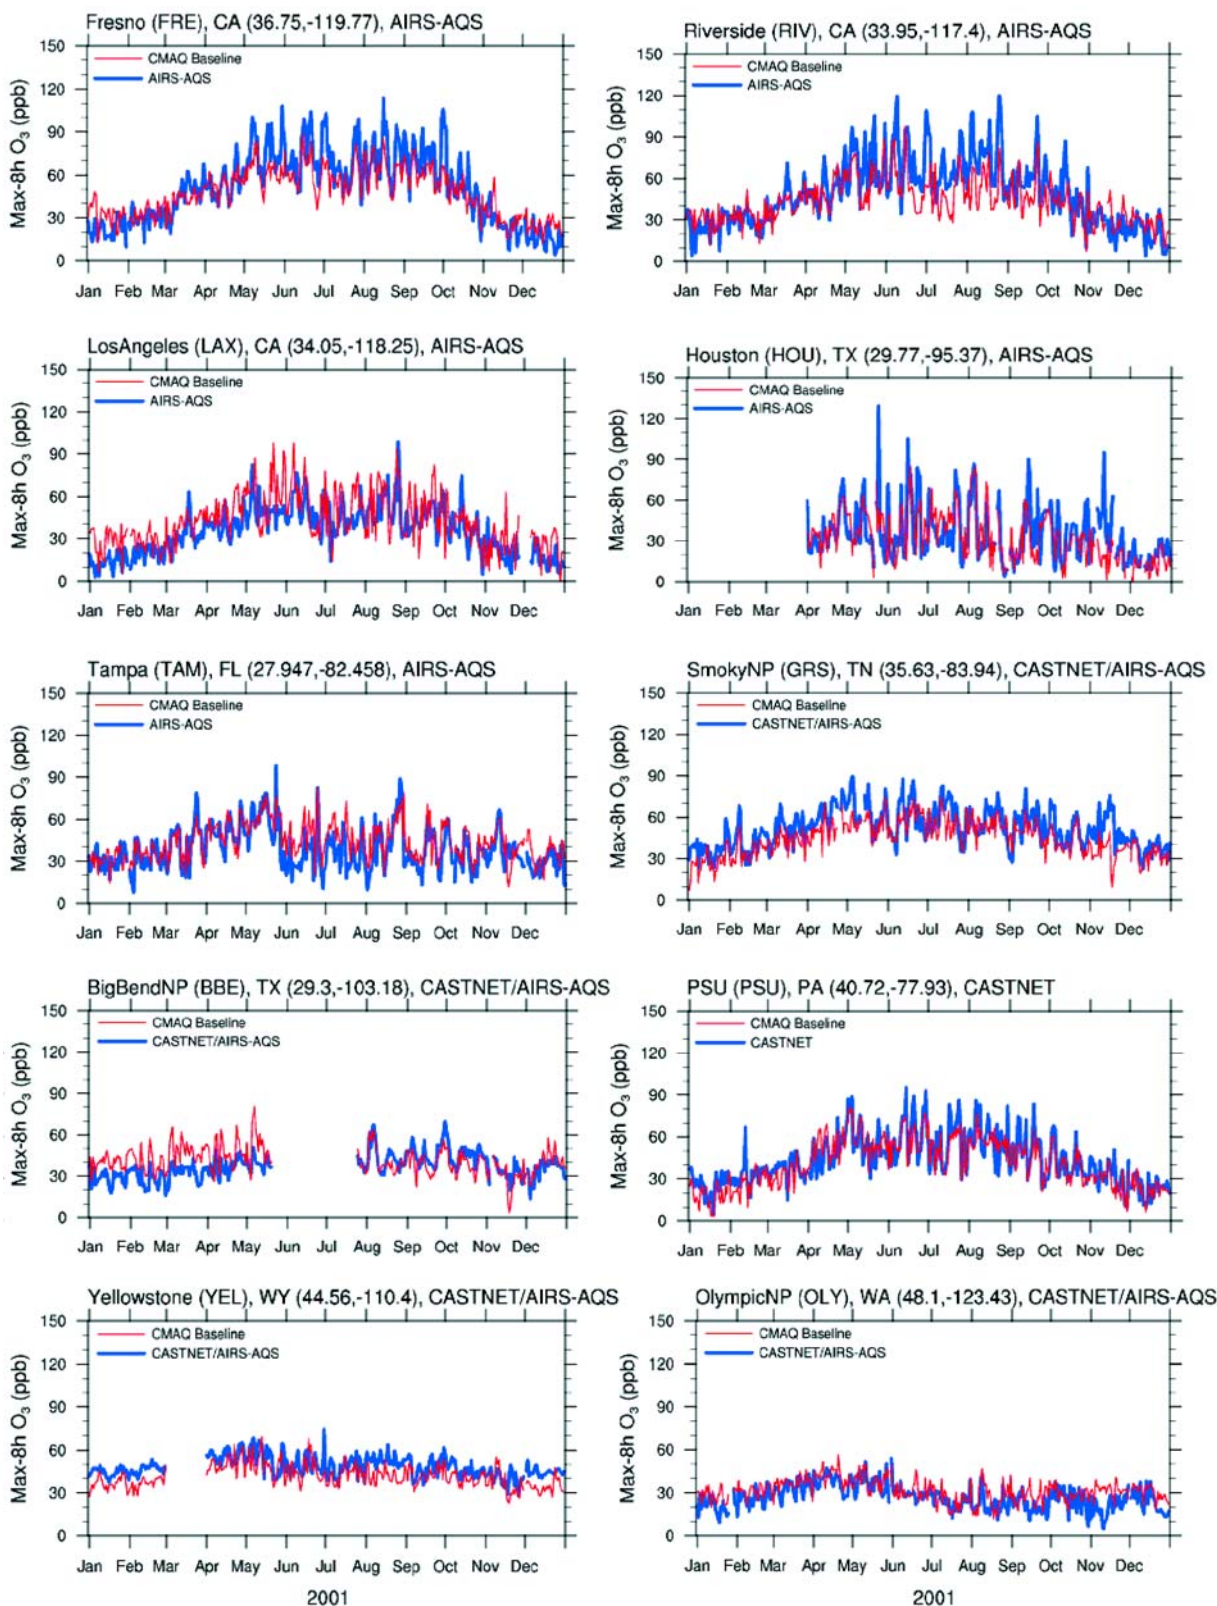 Fresno (FRE), CA (36.75,-119.77), AIRS-AQS
150
120
90
60
30
0
Max-8h O3 (ppb)
CMAQ Baseline
AIRS-AQS
Jan Feb Mar Apr May Jun Jul Aug Sep Oct Nov Dec
Riverside (RIV), CA (33.95,-117.4), AIRS-AQS
150
120
90
60
30
0
Max-8h O3 (ppb)
CMAQ Baseline
AIRS-AQS
Jan Feb Mar Apr May Jun Jul Aug Sep Oct Nov Dec
LosAngeles (LAX), CA (34.05,-118.25), AIRS-AQS
150
120
90
60
30
0
Max-8h O3 (ppb)
CMAQ Baseline
AIRS-AQS
Jan Feb Mar Apr May Jun Jul Aug Sep Oct Nov Dec
Houston (HOU), TX (29.77,-95.37), AIRS-AQS
150
120
90
60
30
0
Max-8h O3 (ppb)
CMAQ Baseline
AIRS-AQS
Jan Feb Mar Apr May Jun Jul Aug Sep Oct Nov Dec
Tampa (TAM), FL (27.947,-82.458), AIRS-AQS
150
120
90
60
30
0
Max-8h O3 (ppb)
CMAQ Baseline
AIRS-AQS
Jan Feb Mar Apr May Jun Jul Aug Sep Oct Nov Dec
SmokyNP (GRS), TN (35.63,-83.94), CASTNET/AIRS-AQS
150
120
90
60
30
0
Max-8h O3 (ppb)
CMAQ Baseline
CASTNET/AIRS-AQS
Jan Feb Mar Apr May Jun Jul Aug Sep Oct Nov Dec
BigBendNP (BBE), TX (29.3,-103.18), CASTNET/AIRS-AQS
150
120
90
60
30
0
Max-8h O3 (ppb)
CMAQ Baseline
CASTNET/AIRS-AQS
Jan Feb Mar Apr May Jun Jul Aug Sep Oct Nov Dec
PSU (PSU), PA (40.72,-77.93), CASTNET
150
120
90
60
30
0
Max-8h O3 (ppb)
CMAQ Baseline
CASTNET
Jan Feb Mar Apr May Jun Jul Aug Sep Oct Nov Dec
Yellowstone (YEL), WY (44.56,-110.4), CASTNET/AIRS-AQS
150
120
90
60
30
0
Max-8h O3 (ppb)
CMAQ Baseline
CASTNET/AIRS-AQS
Jan Feb Mar Apr May Jun Jul Aug Sep Oct Nov Dec
2001
OlympicNP (OLY), WA (48.1,-123.43), CASTNET/AIRS-AQS
150
120
90
60
30
0
Max-8h O3 (ppb)
CMAQ Baseline
CASTNET/AIRS-AQS
Jan Feb Mar Apr May Jun Jul Aug Sep Oct Nov Dec
2001